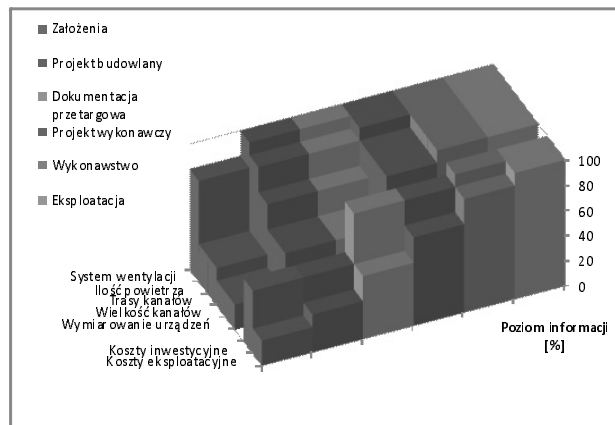 Założenia
Projekt budowlany
Dokumentacja
przetargowa
Projekt wykonawczy
Wykonawstwo
Eksploatacja
100
80
60
40
20
0
System wentylacji
Ilość powietrza
Trasy kanałów
Wielkość kanałów
Wymiarowanie urządzeń
Koszty inwestycyjne
Koszty eksploatacyjne
Poziom informacji
[%]